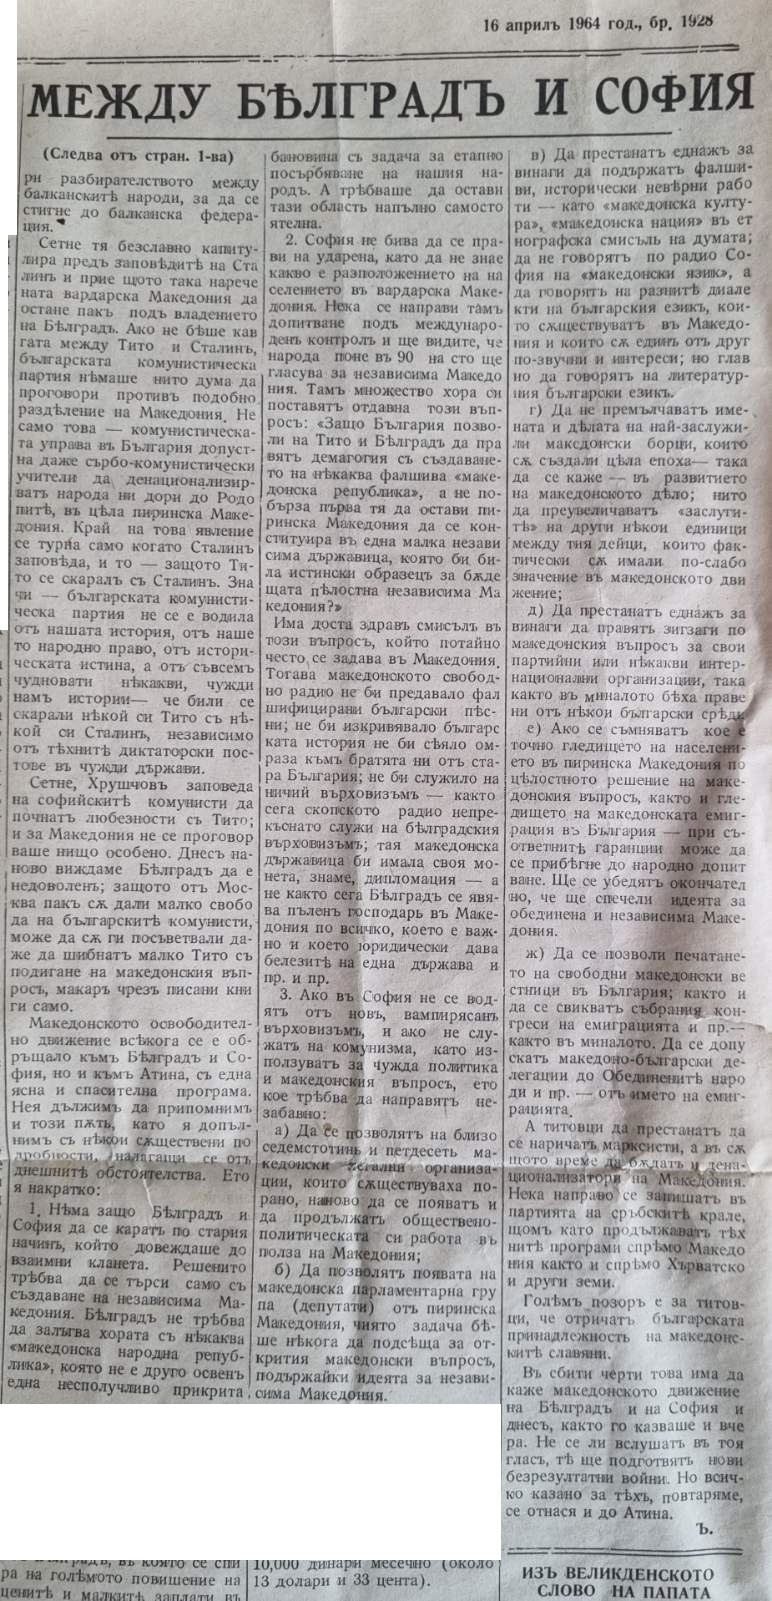 16 априлъ 1964 год., бр. 1928
МЕЖДУ БѢЛГРАДЪ И СОФИЯ
(Следва отъ стран. 1-ва)
ри разбирателството между
балканскитѣ народи, за да се
стигне до балканска федера-
ция."
Сетне тя безславно капиту-
лира предъ заповедитѣ на Ста
линъ и прие щото така нарече
ната вардарска Македония да
остане пакъ подъ владението
на Бѣлградъ. Ако не бѣше кав
гата между Тито и Сталинъ,
българската комунистическа
партия нѣмаше нито дума да
проговори противъ подобно
раздѣление на Македония. Не
само това — комунистическа-
та управа въ България допуст-
на даже сърбо-комунистически
учители да денационализир-
ватъ народа ни дори до Родо
питѣ, въ цѣла пиринска Маке-
дония. Край на това явление
се тури само когато Сталинъ
заповѣда, и то — защото Ти-
то се скаралъ съ Сталинъ. Зна
чи — българската комунисти-
ческа партия не се е водила
отъ нашата история, отъ наше
то народно право, отъ истори-
ческата истина, а отъ съвсемъ
чудновати нѣкакви, чужди
намъ истории— че били се
скарали нѣкой си Тито съ нѣ-
кой си Сталинъ, независимо
отъ тѣхнитѣ диктаторски пос-
тове въ чужди държави.
Сетне, Хрушчовъ заповеда
на софийскитѣ комунисти да
почнатъ любезности съ Тито;
и за Македония не се проговор
ваше нищо особено. Днесъ на-
ново виждаме Бѣлградъ да е
недоволенъ; защото отъ Мос-
ква пакъ сѫ дали малко свобо
да на българскитѣ комунисти,
може да сѫ ги посъветвали да-
же да шибнатъ малко Тито съ
подигане на македонския въп-
росъ, макаръ чрезъ писани кни
ги само.
Македонското освободител-
но движение всѣкога се е об-
ръщало къмъ Бѣлградъ и Со-
фия, но и къмъ Атина, съ една
ясна и спасителна програма.
Нея дължимъ да припомнимъ
и този пѫть, като я допъл-
нимъ съ нѣкои сѫществени по
дробности, налагащи се отъ
днешнитѣ обстоятелства. Ето
я накратко:
1. Нѣма защо Бѣлградъ и
София да се каратъ по стария
начинъ, който довеждаше до
взаимни кланета. Решенито
трѣбва да се търси само съ
създаване на независима Ма-
кедония. Бѣлградъ не трѣбва
да залъгва хората съ нѣкаква
«македонска народна репуб-
лика», която не е друго освенъ
една несполучливо прикрита
бановина съ задача за етапно
посърбяване на нашия на-
родъ. А трѣбваше да остави
тази область напълно самосто
ятелна.
2. София не бива да се пра-
ви на ударена, като да не знае
какво е разположението на на
селението въ вардарска Маке-
дония. Нека се направи тамъ
допитване подъ междунаро-
денъ контролъ и ще видите, че
народа поне въ 90 на сто ще
гласува за независима Македо
ния. Тамъ множество хора си
поставятъ отдавна този въп-
росъ: «Защо България позво-
ли на Тито и Бѣлградъ да пра
вятъ демагогия съ създаване-
то на нѣкаква фалшива «маке-
донска република», а не по-
бърза първа тя да остави пи-
ринска Македония да се кон-
ституира въ една малка незави
сима държавица, която би би-
ла истински образецъ за бѫде
щата цѣлостна независима Ма
кедония?»
Има доста здравъ смисълъ въ
този въпросъ, който потайно
често се задава въ Македония.
Тогава македонското свобод-
но радио не би предавало фал
шифицирани български пѣс-
ни; не би изкривявало българс
ката история не би сѣяло ом-
раза къмъ братята ни отъ ста-
ра България; не би служило на
ничий върховизъмъ — както
сега скопското радио непре-
къснато служи на бѣлградския
върховизъмъ; тая македонска
държавица би имала своя мо-
нета, знаме, дипломация — а
не както сега Бѣлградъ се явя-
ва пъленъ господарь въ Маке-
дония по всичко, което е важ-
но и което юридически дава
белезитѣ на една държава и
пр. и пр.
3. Ако въ София не се вод-
ятъ отъ новъ, вампирясанъ
върховизъмъ, и ако не слу-
жатъ на комунизма, като из-
ползуватъ за чужда политика
и македонския въпросъ, ето
кое трѣбва да направятъ не-
забавно:
а) Да се позволятъ на близо
седемстотинъ и петдесеть ма-
кедонски легални организа-
ции, които сѫществуваха по-
рано, наново да се появатъ и
да продължатъ обществено-
политическата си работа въ
полза на Македония;
б) Да позволятъ появата на
македонска парламентарна гру
па (депутати) отъ пиринска
Македония, чиято задача бѣ-
ше нѣкога да подсѣща за от-
крития македонски въпросъ,
подържайки идеята за незави-
сима Македония.
в) Да престанатъ еднажъ за
винаги да подържатъ фалши-
ви, исторически невѣрни рабо
ти — като «македонска култу-
ра», «македонска нация» въ ет
нографска смисълъ на думата;
да не говорятъ по радио Со-
фия на «македонски язик», а
да говорятъ на разнитѣ диале
кти на българския езикъ, кои-
то сѫществуватъ въ Македо-
ния и които сѫ единъ отъ друг
по-звучни и интереси; но глав
но да говорятъ на литератур-
ния български езикъ.
г) Да не премълчаватъ име-
ната и дѣлата на най-заслужи-
ли македонски борци, които
сѫ създали цѣла епоха— така
да се каже — въ развитието
на македонското дѣло; нито
да преувеличаватъ «заслуги-
тѣ» на други нѣкои единици
между тия дейци, които фак-
тически сѫ имали по-слабо
значение въ македонското дви
жение;
д) Да престанатъ еднажъ за
винаги да правятъ зигзаги по
македонския въпросъ за свои
партийни или нѣкакви интер-
национални организации, така
както въ миналото бѣха праве
ни отъ нѣкои български срѣди
е) Ако се съмняватъ кое е
точно гледището на населени-
ето въ пиринска Македония по
цѣлостното решение на маке-
донския въпросъ, както и гле-
дището на македонската емиг-
рация въ България — при съ-
ответнитѣ гаранции може да
се прибѣгне до народно допит
ване. Ще се убедятъ окончател
но, че ще спечели идеята за
обединена и независима Маке-
дония.
ж) Да се позволи печатане-
то на свободни македонски ве
стници въ България; както и
да се свикватъ събрания кон-
греси на емиграцията и пр.—
както въ миналото. Да се допу
скатъ македоно-български де-
легации до Обединенитѣ наро
ди и пр. — отъ името на емиг-
рацията.
А титовци да престанатъ да
се наричатъ марксисти, а въ сѫ
щото време да бѫдатъ и дена-
ционализатори на Македония.
Нека направо се запишатъ въ
партията на сръбскитѣ крале,
щомъ като продължаватъ тѣх
нитѣ програми спрѣмо Македо
ния както и спрѣмо Хърватско
и други земи.
Голѣмъ позоръ е за титов-
ци, че отричатъ българската
принадлежность на македонс-
китѣ славяни.
Въ сбити черти това има да
каже македонското движение
на Бѣлградъ и на София и
днесъ, както го казваше и вче
ра. Не се ли вслушатъ въ тоя
гласъ, тѣ ще подготвятъ нови
безрезултатни войни. Но всич-
ко казано за тѣхъ, повтаряме,
се отнася и до Атина.
Ъ.
въ която се спи
ра на голѣмото повишение на
ценитѣ и малкитѣ заплати въ
10,000 динари месечно (около
13 долари и 33 цента).
ИЗЪ ВЕЛИКДЕНСКОТО
СЛОВО НА ПАПАТА